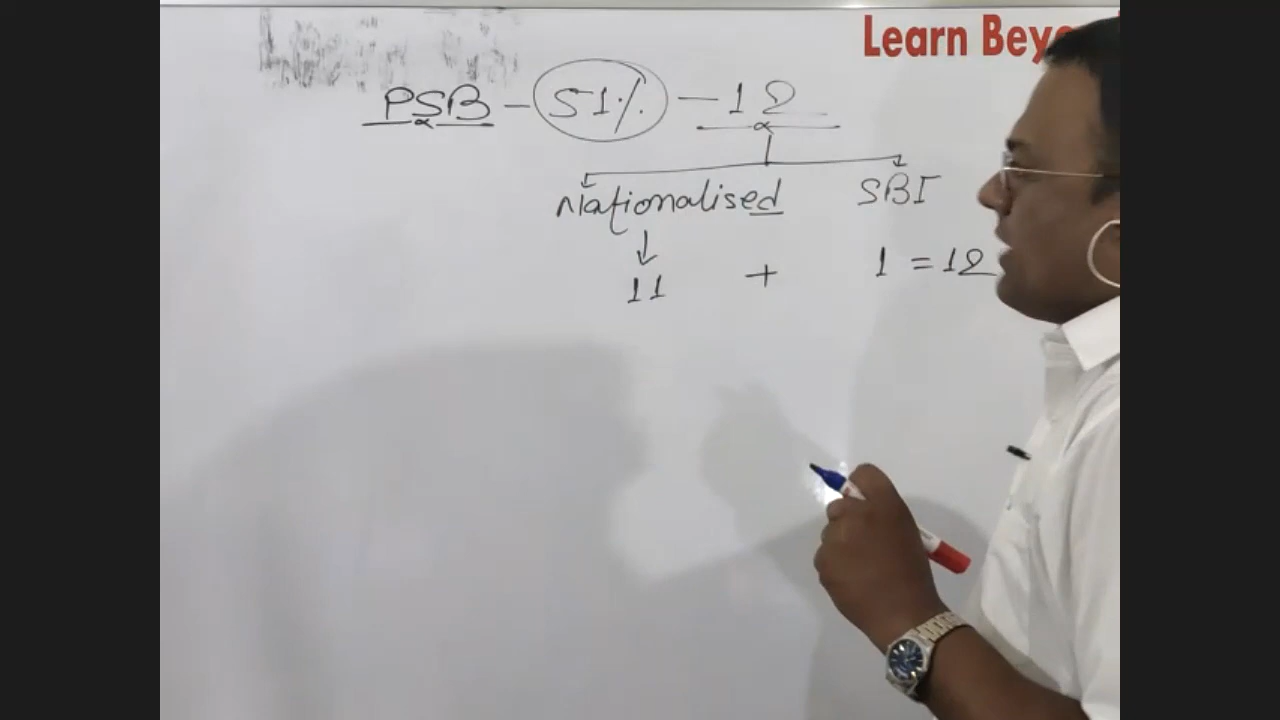 Learn Bey
PSB - 51% - 12
Nationalised SBI
11 + 1 = 12